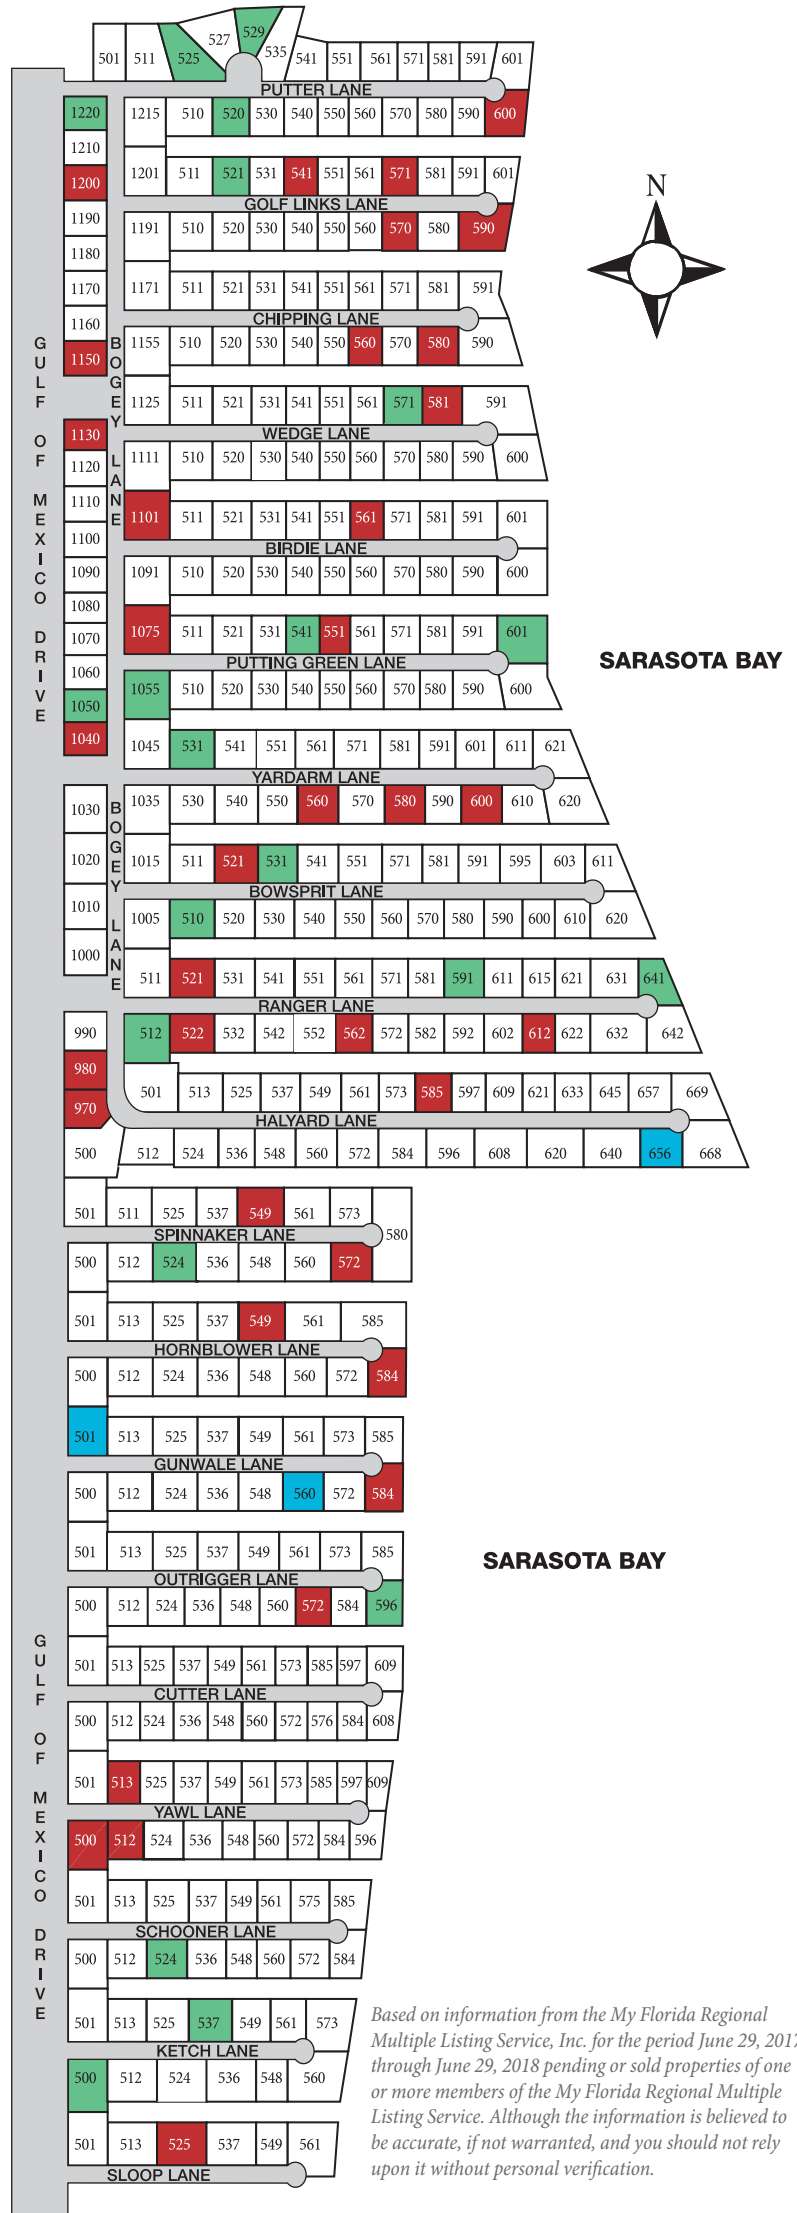 501 511 525 527 529 535 541 551 561 571 581 591 601
PUTTER LANE
1220 1215 510 520 530 540 550 560 570 580 590 600
1210
1200 1201 511 521 531 541 551 561 571 581 591 601
GOLF LINKS LANE
1190 1191 510 520 530 540 550 560 570 580 590
1180
1170 1171 511 521 531 541 551 561 571 581 591
CHIPPING LANE
1160
1150 1155 510 520 530 540 550 560 570 580 590
1125 511 521 531 541 551 561 571 581 591
WEDGE LANE
1130
1120 1111 510 520 530 540 550 560 570 580 590 600
1110 1101 511 521 531 541 551 561 571 581 591 601
1100
BIRDIE LANE
1090 1091 510 520 530 540 550 560 570 580 590 600
1080
1070 1075 511 521 531 541 551 561 571 581 591 601
PUTTING GREEN LANE
1060
1050 1055 510 520 530 540 550 560 570 580 590 600
1040 1045 531 541 551 561 571 581 591 601 611 621
YARDARM LANE
1030 1035 530 540 550 560 570 580 590 600 610 620
1020 1015 511 521 531 541 551 571 581 591 595 603 611
BOWSPRIT LANE
1010 1005 510 520 530 540 550 560 570 580 590 600 610 620
1000
511 521 531 541 551 561 571 581 591 611 615 621 631 641
RANGER LANE
990 512 522 532 542 552 562 572 582 592 602 612 622 632 642
980
970 501 513 525 537 549 561 573 585 597 609 621 633 645 657 669
HALYARD LANE
500 512 524 536 548 560 572 584 596 608 620 640 656 668
BOGEY LANE
BOGEY LANE
GULF OF MEXICO DRIVE
N
SARASOTA BAY
501 511 525 537 549 561 573 580
SPINNAKER LANE
500 512 524 536 548 560 572
501 513 525 537 549 561 585
HORNBLOWER LANE
500 512 524 536 548 560 572 584
501 513 525 537 549 561 573 585
GUNWALE LANE
500 512 524 536 548 560 572 584
501 513 525 537 549 561 573 585
OUTRIGGER LANE
500 512 524 536 548 560 572 584 596
SARASOTA BAY
501 513 525 537 549 561 573 585 597 609
CUTTER LANE
500 512 524 536 548 560 572 576 584 608
501 513 525 537 549 561 573 585 597 609
YAWL LANE
500 512 524 536 548 560 572 584 596
501 513 525 537 549 561 575 585
SCHOONER LANE
500 512 524 536 548 560 572 584
501 513 525 537 549 561 573
KETCH LANE
500 512 524 536 548 560
501 513 525 537 549 561
SLOOP LANE
GULF OF MEXICO DRIVE
Based on information from the My Florida Regional
Multiple Listing Service, Inc. for the period June 29, 2017
through June 29, 2018 pending or sold properties of one
or more members of the My Florida Regional Multiple
Listing Service. Although the information is believed to
be accurate, if not warranted, and you should not rely
upon it without personal verification.